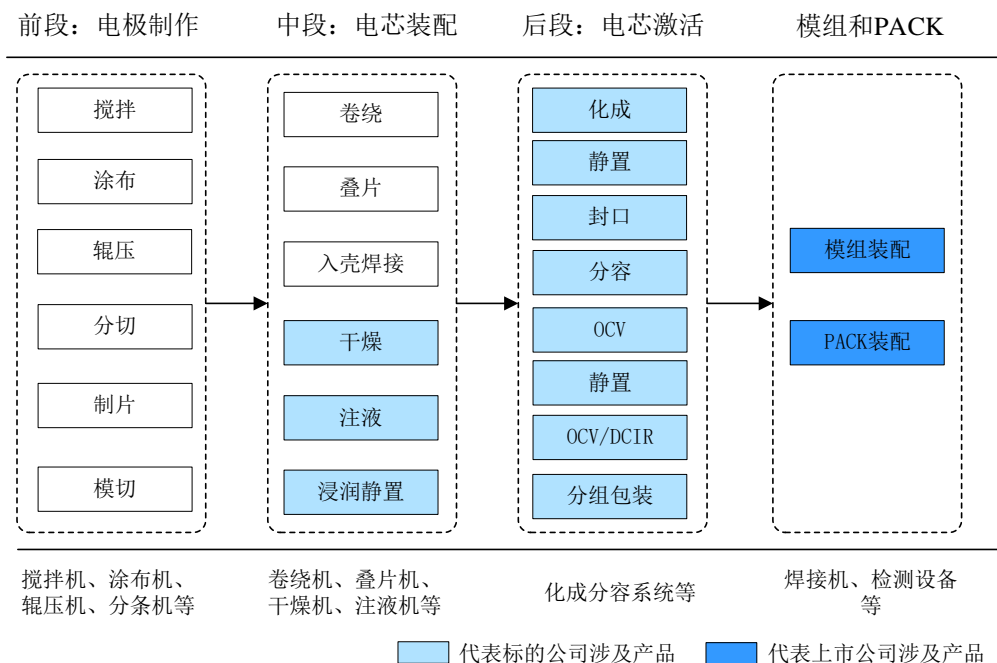 前段：电极制作
中段：电芯装配
后段：电芯激活
模组和PACK
搅拌
涂布
辊压
分切
制片
模切
卷绕
叠片
入壳焊接
干燥
注液
浸润静置
化成
静置
封口
分容
OCV
静置
OCV/DCIR
分组包装
模组装配
PACK装配
搅拌机、涂布机、
辊压机、分条机等
卷绕机、叠片机、
干燥机、注液机等
化成分容系统等
焊接机、检测设备
等
代表标的公司涉及产品
代表上市公司涉及产品